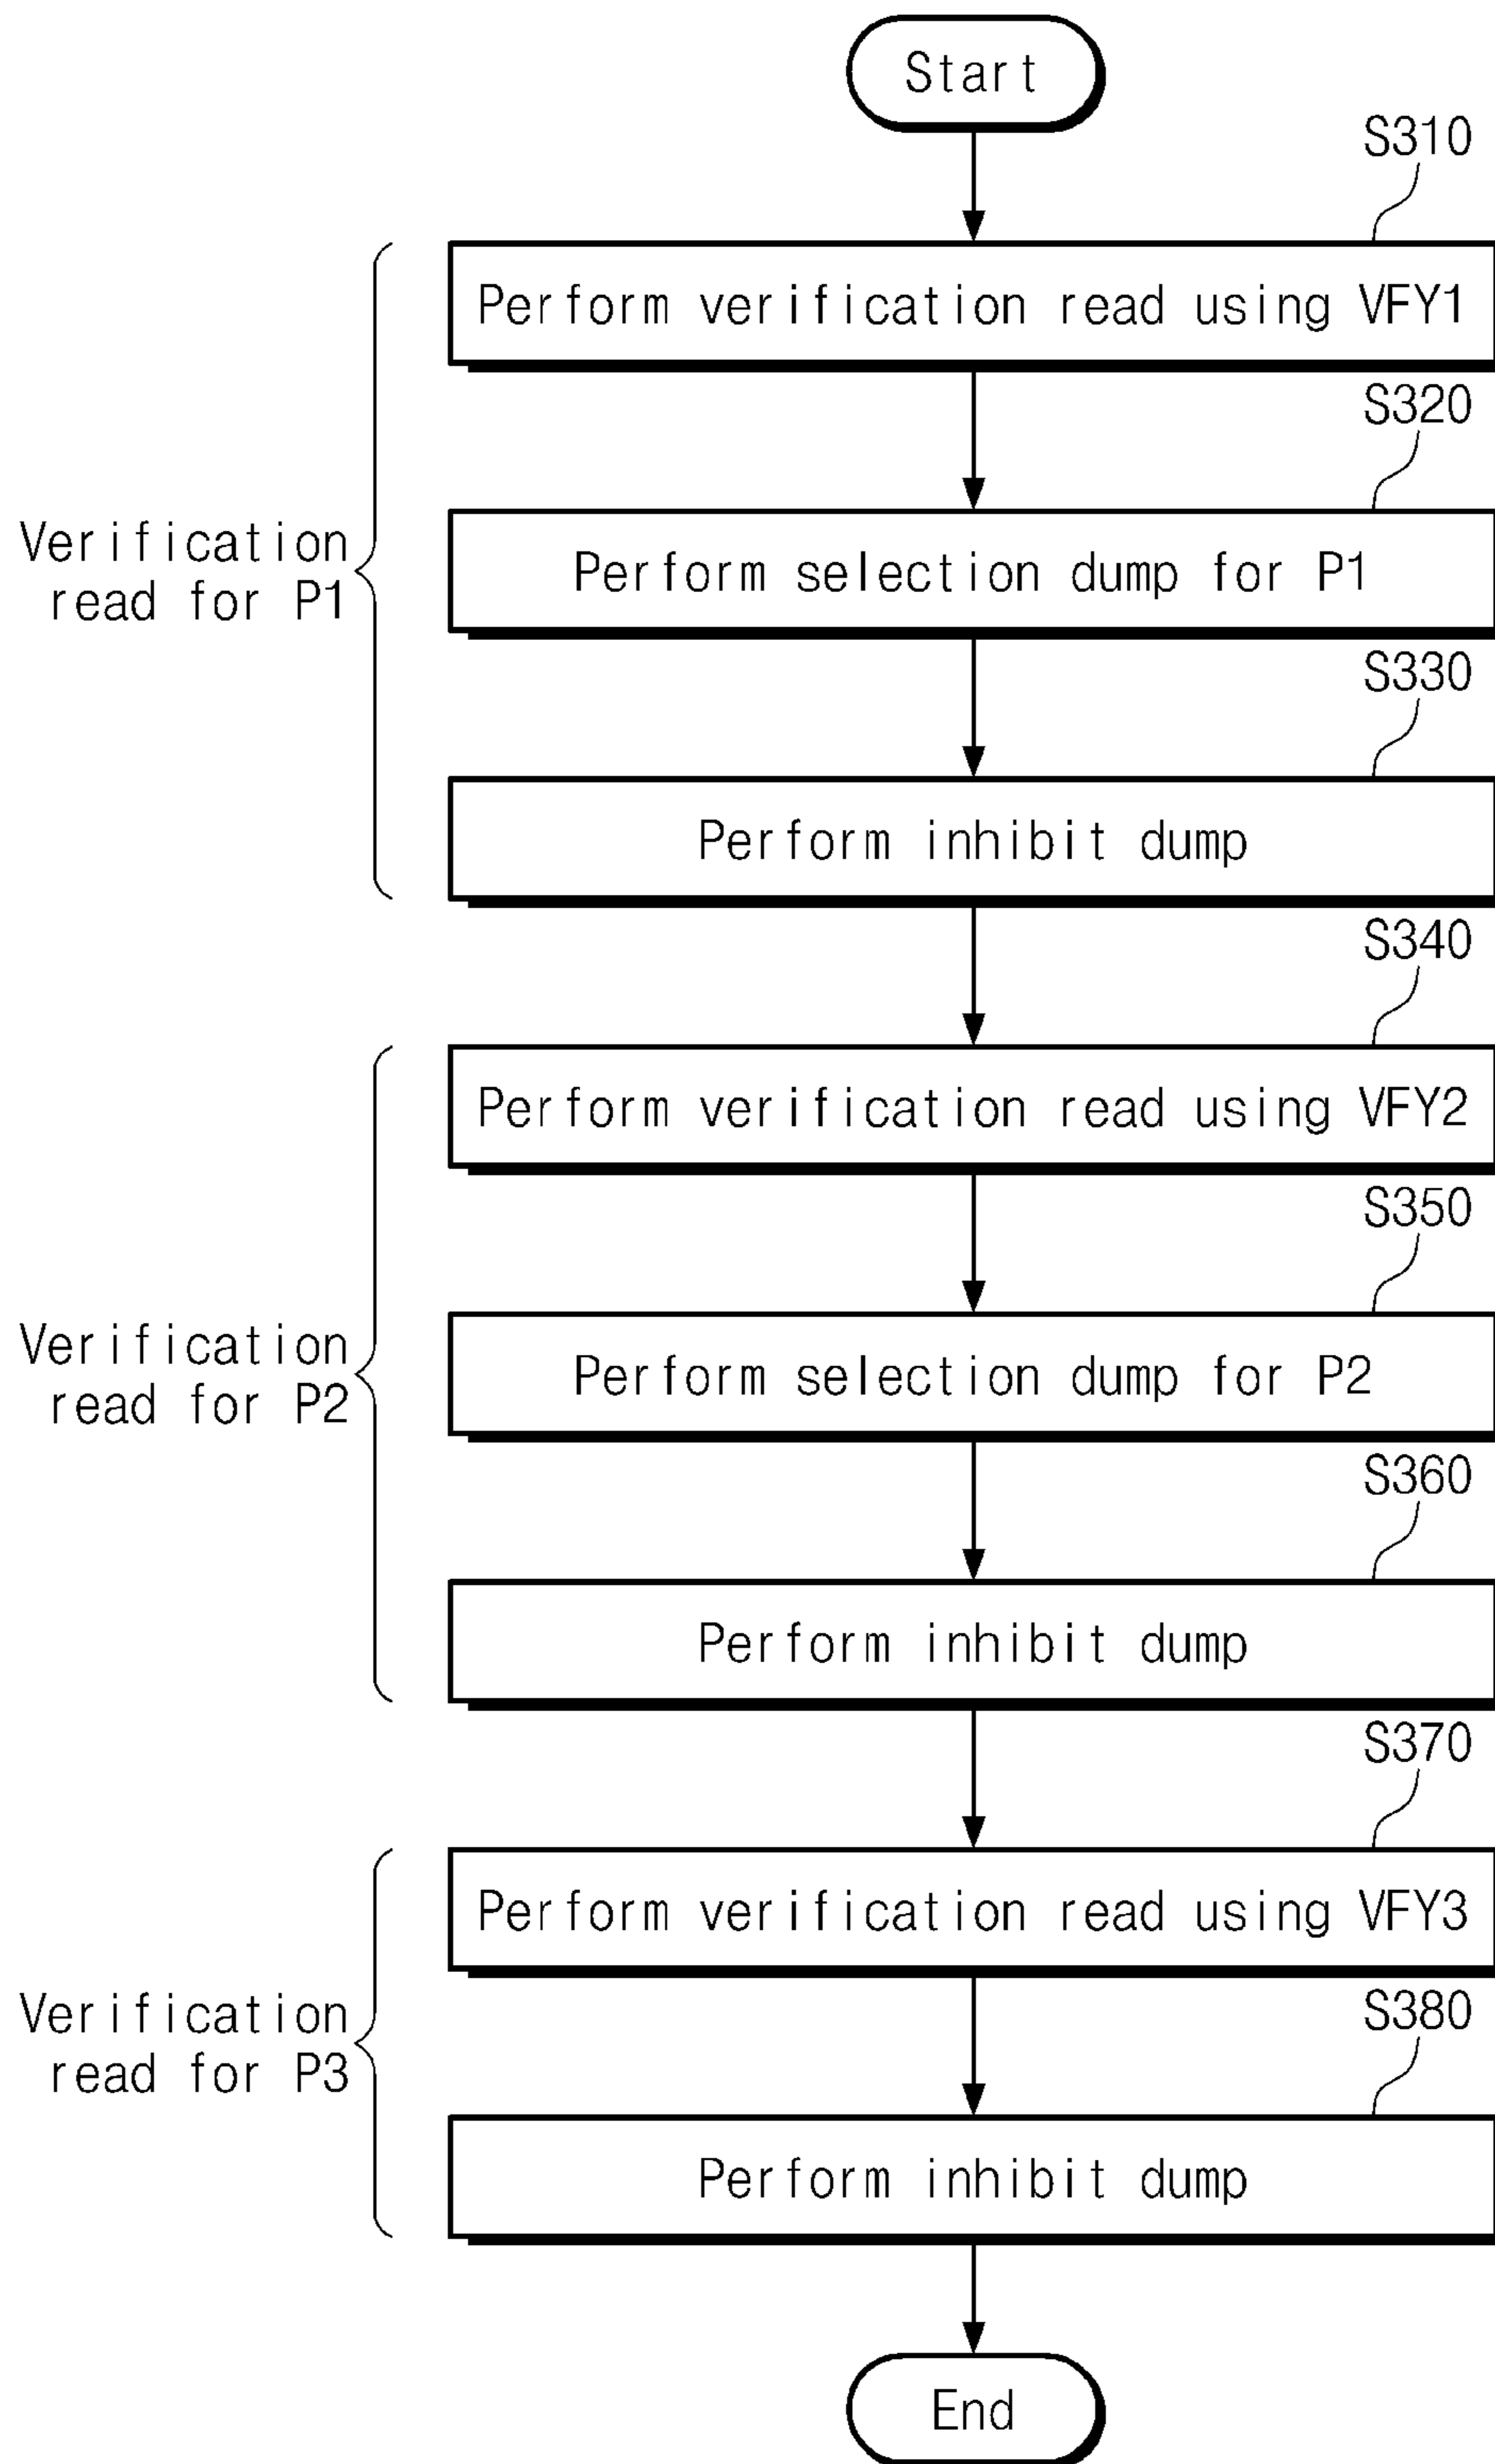 Start
S310
Perform verification read using VFY1
S320
Perform selection dump for P1
Verification
read for P1
S330
Perform inhibit dump
S340
Perform verification read using VFY2
S350
Perform selection dump for P2
Verification
read for P2
S360
Perform inhibit dump
S370
Perform verification read using VFY3
Verification
read for P3
S380
Perform inhibit dump
End